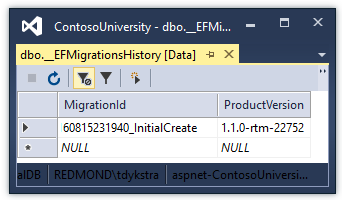 ContosoUniversity - dbo.__EFMi...
dbo.__EFMigrationsHistory [Data]
MigrationId ProductVersion
60815231940_InitialCreate 1.1.0-rtm-22752
NULL NULL
alDB REDMOND\tdykstra aspnet-ContosoUniversi...